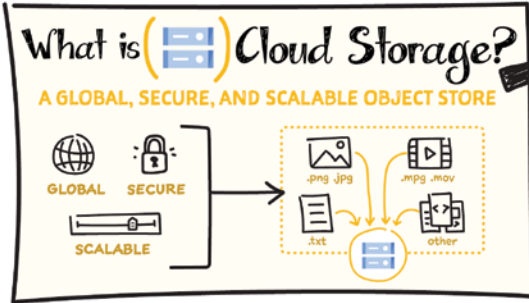 What is Cloud Storage?
A GLOBAL, SECURE, AND SCALABLE OBJECT STORE
GLOBAL SECURE
SCALABLE
.png .jpg .mpg .mov
.txt other